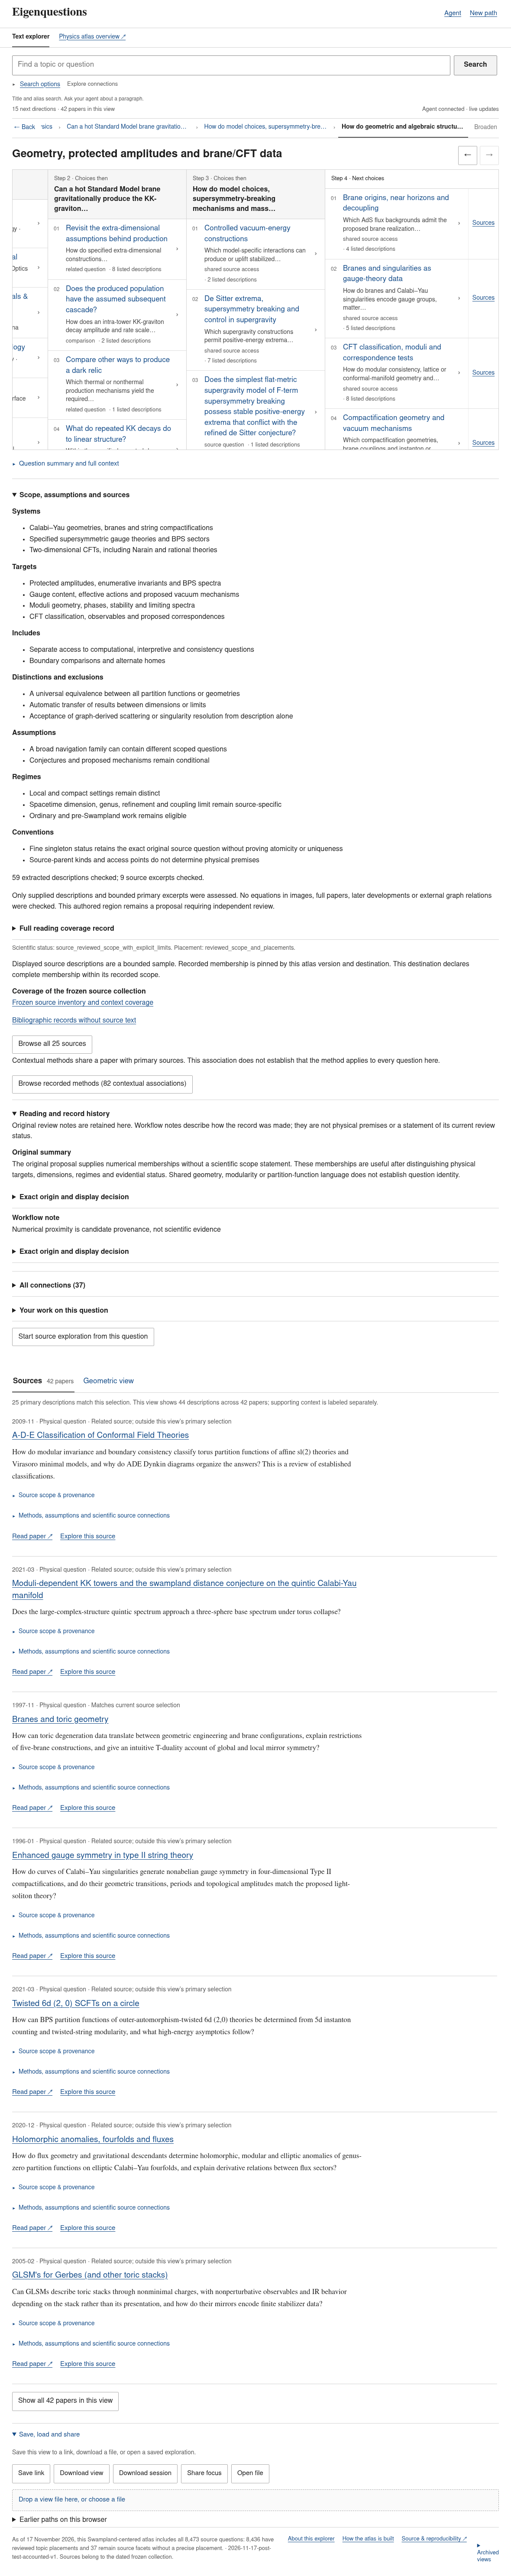 Eigenquestions
Agent New path
Text explorer Physics atlas overview ↗
Find a topic or question
Search
Search options Explore connections
Title and alias search. Ask your agent about a paragraph.
15 next directions · 42 papers in this view
Agent connected · live updates
← Back
sics › Can a hot Standard Model brane gravitatio… › How do model choices, supersymmetry-bre… › How do geometric and algebraic structu… Broaden
Geometry, protected amplitudes and brane/CFT data
← →
Step 2 · Choices then
Can a hot Standard Model brane
gravitationally produce the KK-
graviton…
01 Revisit the extra-dimensional
assumptions behind production
How do specified extra-dimensional
constructions…
related question · 8 listed descriptions
02 Does the produced population
have the assumed subsequent
cascade?
How does an intra-tower KK-graviton
decay amplitude and rate scale…
comparison · 2 listed descriptions
03 Compare other ways to produce
a dark relic
Which thermal or nonthermal
production mechanisms yield the
required…
related question · 1 listed descriptions
04 What do repeated KK decays do
to linear structure?
Step 3 · Choices then
How do model choices,
supersymmetry-breaking
mechanisms and mass…
01 Controlled vacuum-energy
constructions
Which model-specific interactions can
produce or uplift stabilized…
shared source access
· 2 listed descriptions
02 De Sitter extrema,
supersymmetry breaking and
control in supergravity
Which supergravity constructions
permit positive-energy extrema…
shared source access
· 7 listed descriptions
03 Does the simplest flat-metric
supergravity model of F-term
supersymmetry breaking
possess stable positive-energy
extrema that conflict with the
refined de Sitter conjecture?
source question · 1 listed descriptions
Step 4 · Next choices
01 Brane origins, near horizons and
decoupling
Which AdS flux backgrounds admit the
proposed brane realization…
shared source access
· 4 listed descriptions
Sources
02 Branes and singularities as
gauge-theory data
How do branes and Calabi–Yau
singularities encode gauge groups,
matter…
shared source access
· 5 listed descriptions
Sources
03 CFT classification, moduli and
correspondence tests
How do modular consistency, lattice or
conformal-manifold geometry and…
shared source access
· 8 listed descriptions
Sources
04 Compactification geometry and
vacuum mechanisms
Which compactification geometries,
brane couplings and instanton or
Sources
Question summary and full context
Scope, assumptions and sources
Systems
• Calabi–Yau geometries, branes and string compactifications
• Specified supersymmetric gauge theories and BPS sectors
• Two-dimensional CFTs, including Narain and rational theories
Targets
• Protected amplitudes, enumerative invariants and BPS spectra
• Gauge content, effective actions and proposed vacuum mechanisms
• Moduli geometry, phases, stability and limiting spectra
• CFT classification, observables and proposed correspondences
Includes
• Separate access to computational, interpretive and consistency questions
• Boundary comparisons and alternate homes
Distinctions and exclusions
• A universal equivalence between all partition functions or geometries
• Automatic transfer of results between dimensions or limits
• Acceptance of graph-derived scattering or singularity resolution from description alone
Assumptions
• A broad navigation family can contain different scoped questions
• Conjectures and proposed mechanisms remain conditional
Regimes
• Local and compact settings remain distinct
• Spacetime dimension, genus, refinement and coupling limit remain source-specific
• Ordinary and pre-Swampland work remains eligible
Conventions
• Fine singleton status retains the exact original source question without proving atomicity or uniqueness
• Source-parent kinds and access points do not determine physical premises
59 extracted descriptions checked; 9 source excerpts checked.
Only supplied descriptions and bounded primary excerpts were assessed. No equations in images, full papers, later developments or external graph relations
were checked. This authored region remains a proposal requiring independent review.
Full reading coverage record
Scientific status: source_reviewed_scope_with_explicit_limits. Placement: reviewed_scope_and_placements.
Displayed source descriptions are a bounded sample. Recorded membership is pinned by this atlas version and destination. This destination declares
complete membership within its recorded scope.
Coverage of the frozen source collection
Frozen source inventory and context coverage
Bibliographic records without source text
Browse all 25 sources
Contextual methods share a paper with primary sources. This association does not establish that the method applies to every question here.
Browse recorded methods (82 contextual associations)
Reading and record history
Original review notes are retained here. Workflow notes describe how the record was made; they are not physical premises or a statement of its current review
status.
Original summary
The original proposal supplies numerical memberships without a scientific scope statement. These memberships are useful after distinguishing physical
targets, dimensions, regimes and evidential status. Shared geometry, modularity or partition-function language does not establish question identity.
Exact origin and display decision
Workflow note
Numerical proximity is candidate provenance, not scientific evidence
Exact origin and display decision
All connections (37)
Your work on this question
Start source exploration from this question
Sources 42 papers Geometric view
25 primary descriptions match this selection. This view shows 44 descriptions across 42 papers; supporting context is labeled separately.
2009-11 · Physical question · Related source; outside this view's primary selection
A-D-E Classification of Conformal Field Theories
How do modular invariance and boundary consistency classify torus partition functions of affine sl(2) theories and
Virasoro minimal models, and why do ADE Dynkin diagrams organize the answers? This is a review of established
classifications.
Source scope & provenance
Methods, assumptions and scientific source connections
Read paper ↗ Explore this source
2021-03 · Physical question · Related source; outside this view's primary selection
Moduli-dependent KK towers and the swampland distance conjecture on the quintic Calabi-Yau
manifold
Does the large-complex-structure quintic spectrum approach a three-sphere base spectrum under torus collapse?
Source scope & provenance
Methods, assumptions and scientific source connections
Read paper ↗ Explore this source
1997-11 · Physical question · Matches current source selection
Branes and toric geometry
How can toric degeneration data translate between geometric engineering and brane configurations, explain restrictions
of five-brane constructions, and give an intuitive T-duality account of global and local mirror symmetry?
Source scope & provenance
Methods, assumptions and scientific source connections
Read paper ↗ Explore this source
1996-01 · Physical question · Related source; outside this view's primary selection
Enhanced gauge symmetry in type II string theory
How do curves of Calabi–Yau singularities generate nonabelian gauge symmetry in four-dimensional Type II
compactifications, and do their geometric transitions, periods and topological amplitudes match the proposed light-
soliton theory?
Source scope & provenance
Methods, assumptions and scientific source connections
Read paper ↗ Explore this source
2021-03 · Physical question · Related source; outside this view's primary selection
Twisted 6d (2, 0) SCFTs on a circle
How can BPS partition functions of outer-automorphism-twisted 6d (2,0) theories be determined from 5d instanton
counting and twisted-string modularity, and what high-energy asymptotics follow?
Source scope & provenance
Methods, assumptions and scientific source connections
Read paper ↗ Explore this source
2020-12 · Physical question · Related source; outside this view's primary selection
Holomorphic anomalies, fourfolds and fluxes
How do flux geometry and gravitational descendants determine holomorphic, modular and elliptic anomalies of genus-
zero partition functions on elliptic Calabi–Yau fourfolds, and explain derivative relations between flux sectors?
Source scope & provenance
Methods, assumptions and scientific source connections
Read paper ↗ Explore this source
2005-02 · Physical question · Related source; outside this view's primary selection
GLSM's for Gerbes (and other toric stacks)
Can GLSMs describe toric stacks through nonminimal charges, with nonperturbative observables and IR behavior
depending on the stack rather than its presentation, and how do their mirrors encode finite stabilizer data?
Source scope & provenance
Methods, assumptions and scientific source connections
Read paper ↗ Explore this source
Show all 42 papers in this view
Save, load and share
Save this view to a link, download a file, or open a saved exploration.
Save link Download view Download session Share focus Open file
Drop a view file here, or choose a file
Earlier paths on this browser
As of 17 November 2026, this Swampland-centered atlas includes all 8,473 source questions; 8,436 have
reviewed topic placements and 37 remain source facets without a precise placement. · 2026-11-17-post-
test-accounted-v1. Sources belong to the dated frozen collection.
About this explorer How the atlas is built Source & reproducibility ↗
Archived
views